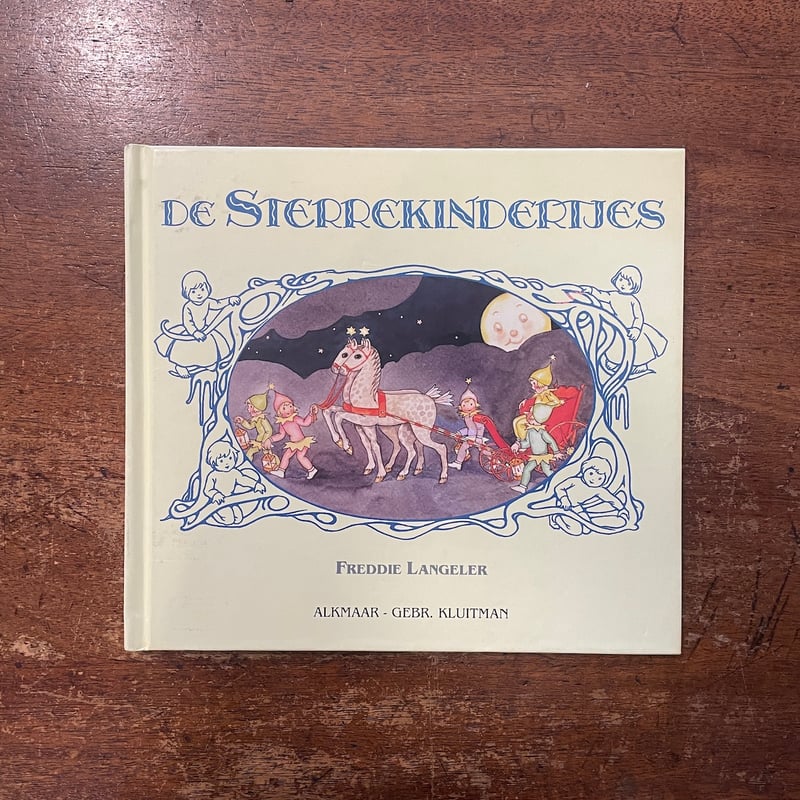 DE STERREKINDERTJES
FREDDIE LANGELER
ALKMAAR - GEBR. KLUITMAN